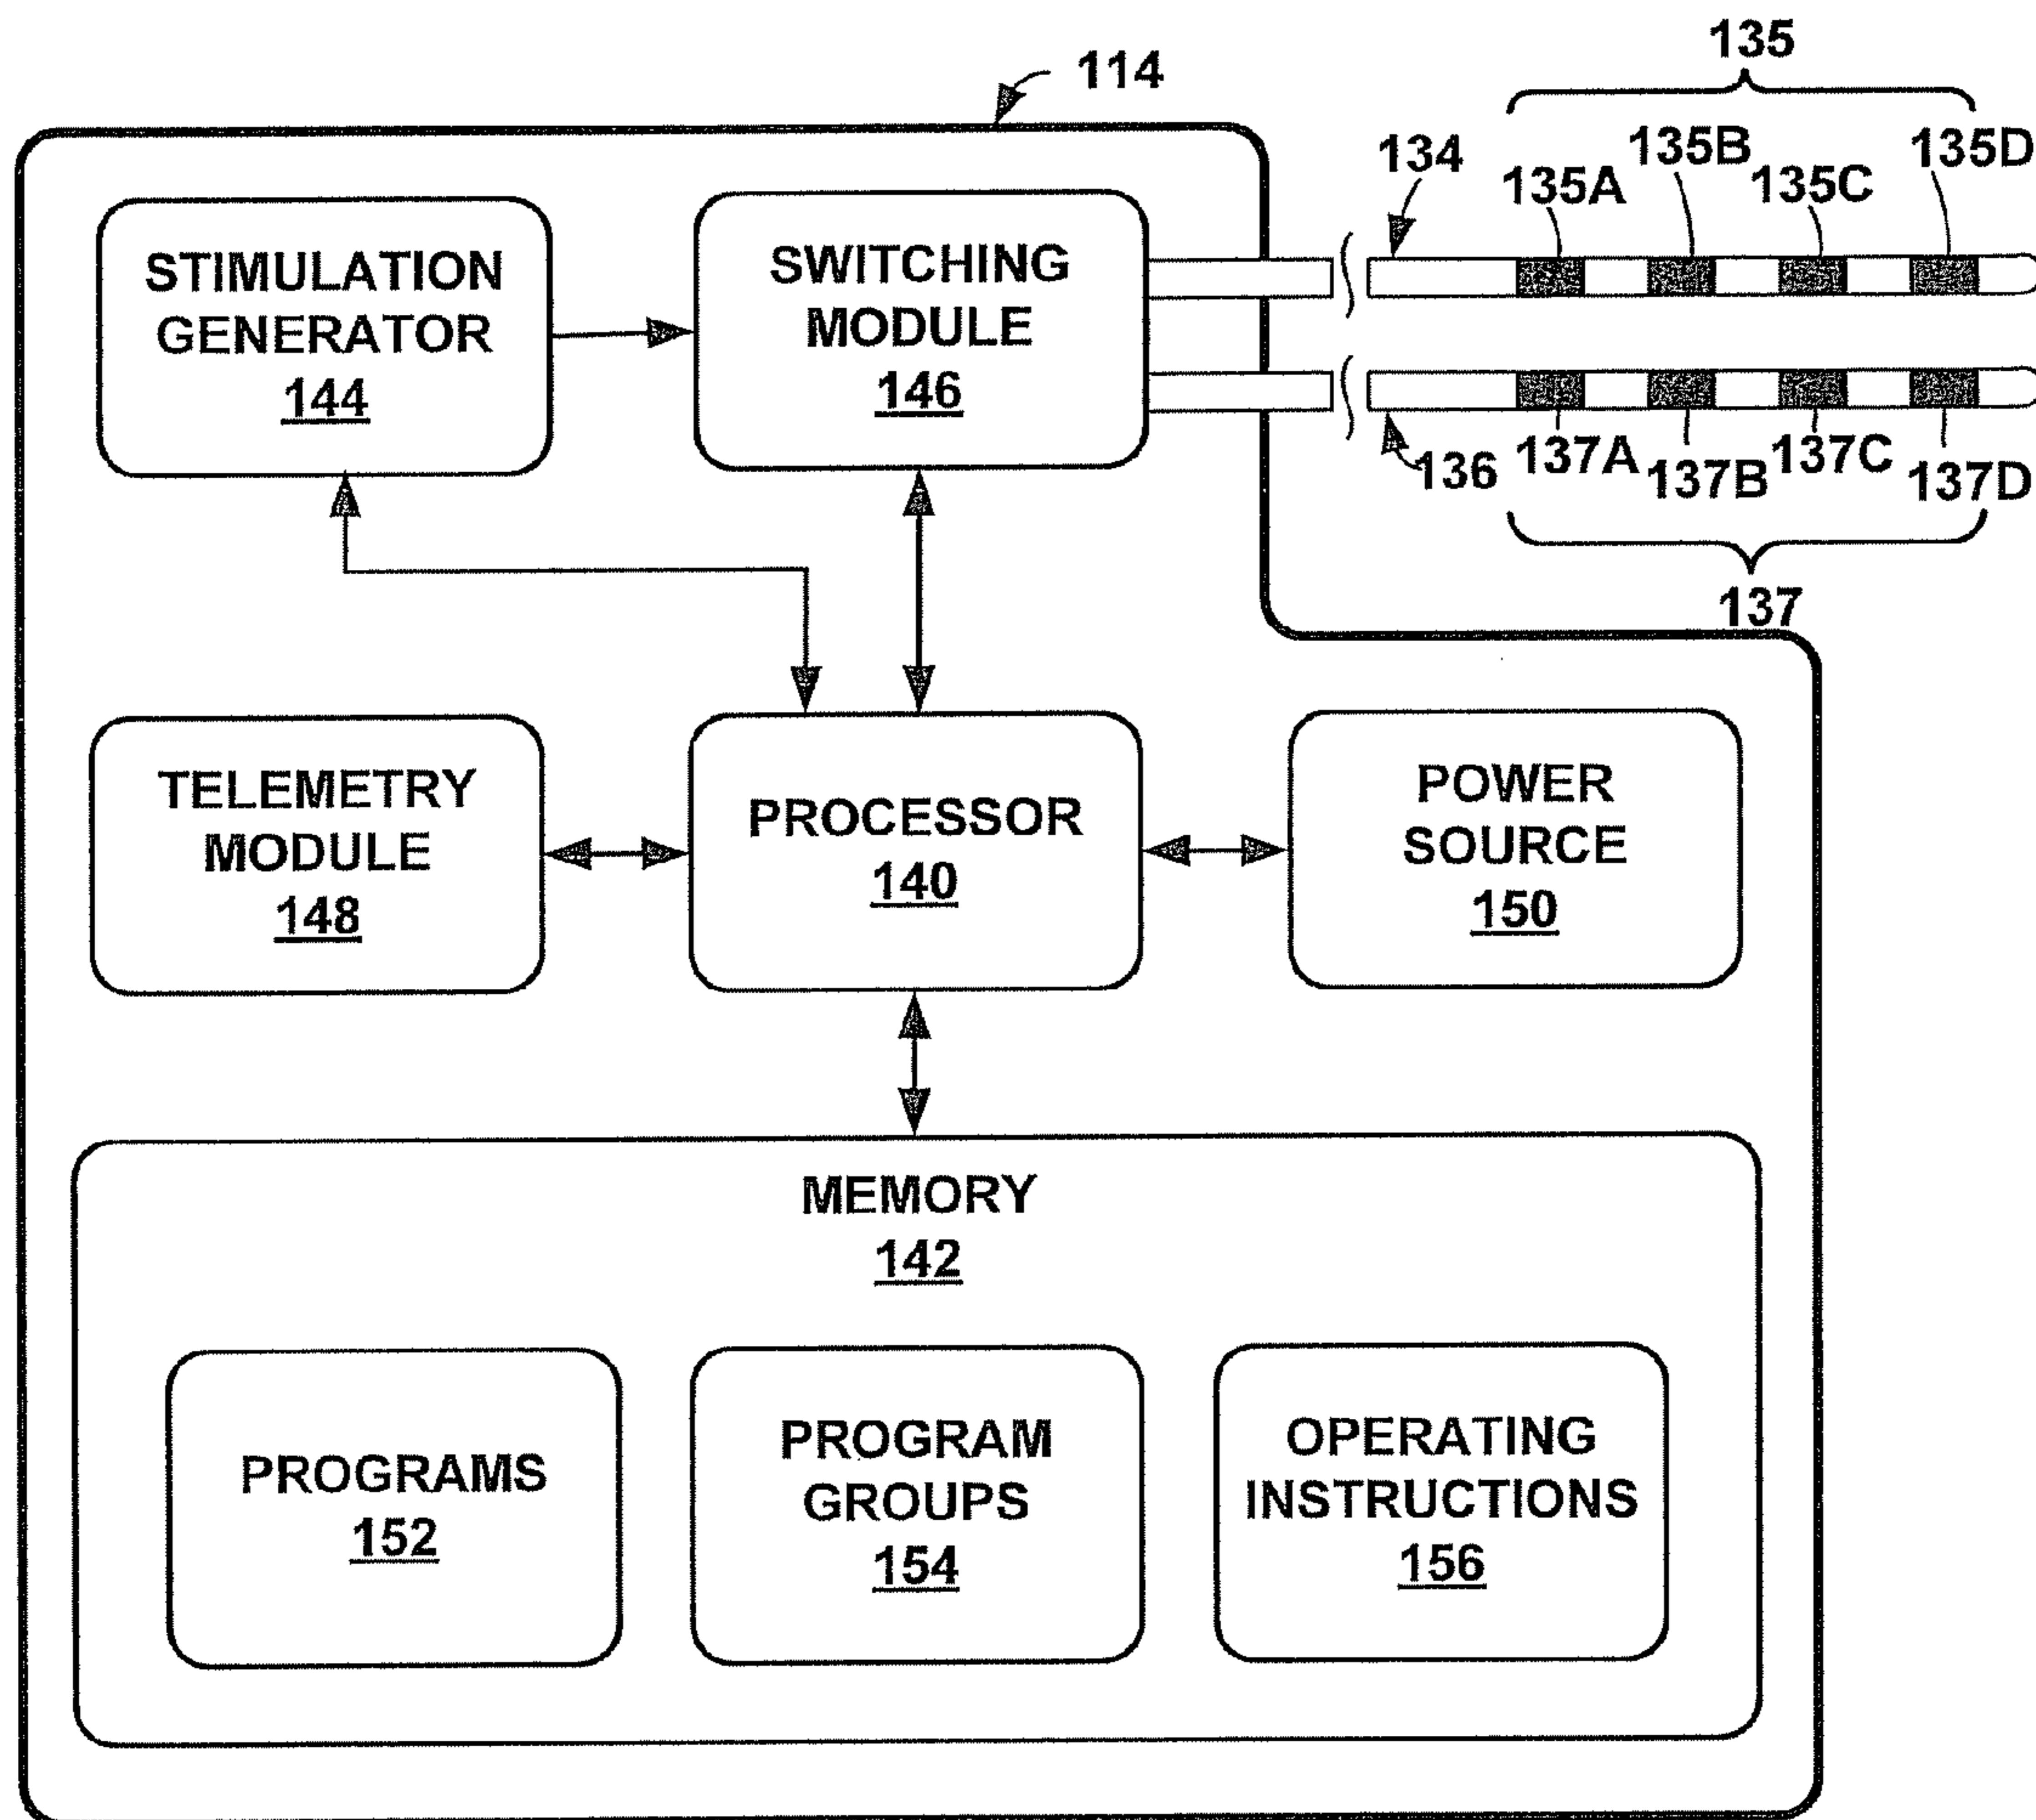 135
114
134
135B
135D
135A
135C
STIMULATION
GENERATOR
144
SWITCHING
MODULE
146
136
137A
137B
137C
137D
137
TELEMETRY
MODULE
148
PROCESSOR
140
POWER
SOURCE
150
MEMORY
142
PROGRAMS
152
PROGRAM
GROUPS
154
OPERATING
INSTRUCTIONS
156